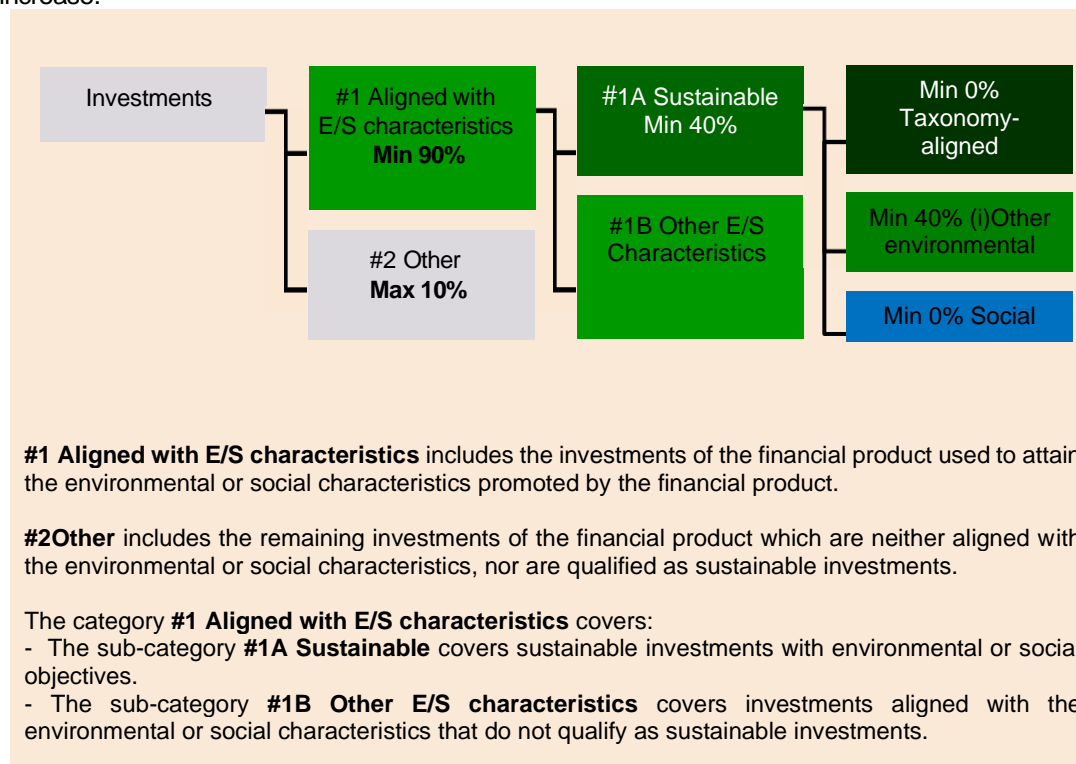 increase.
Investments
#1 Aligned with
E/S characteristics
Min 90%
#2 Other
Max 10%
#1A Sustainable
Min 40%
#1B Other E/S
Characteristics
Min 0%
Taxonomy-
aligned
Min 40% (i)Other
environmental
Min 0% Social
#1 Aligned with E/S characteristics includes the investments of the financial product used to attain
the environmental or social characteristics promoted by the financial product.
#2Other includes the remaining investments of the financial product which are neither aligned with
the environmental or social characteristics, nor are qualified as sustainable investments.
The category #1 Aligned with E/S characteristics covers:
- The sub-category #1A Sustainable covers sustainable investments with environmental or social
objectives.
- The sub-category #1B Other E/S characteristics covers investments aligned with the
environmental or social characteristics that do not qualify as sustainable investments.